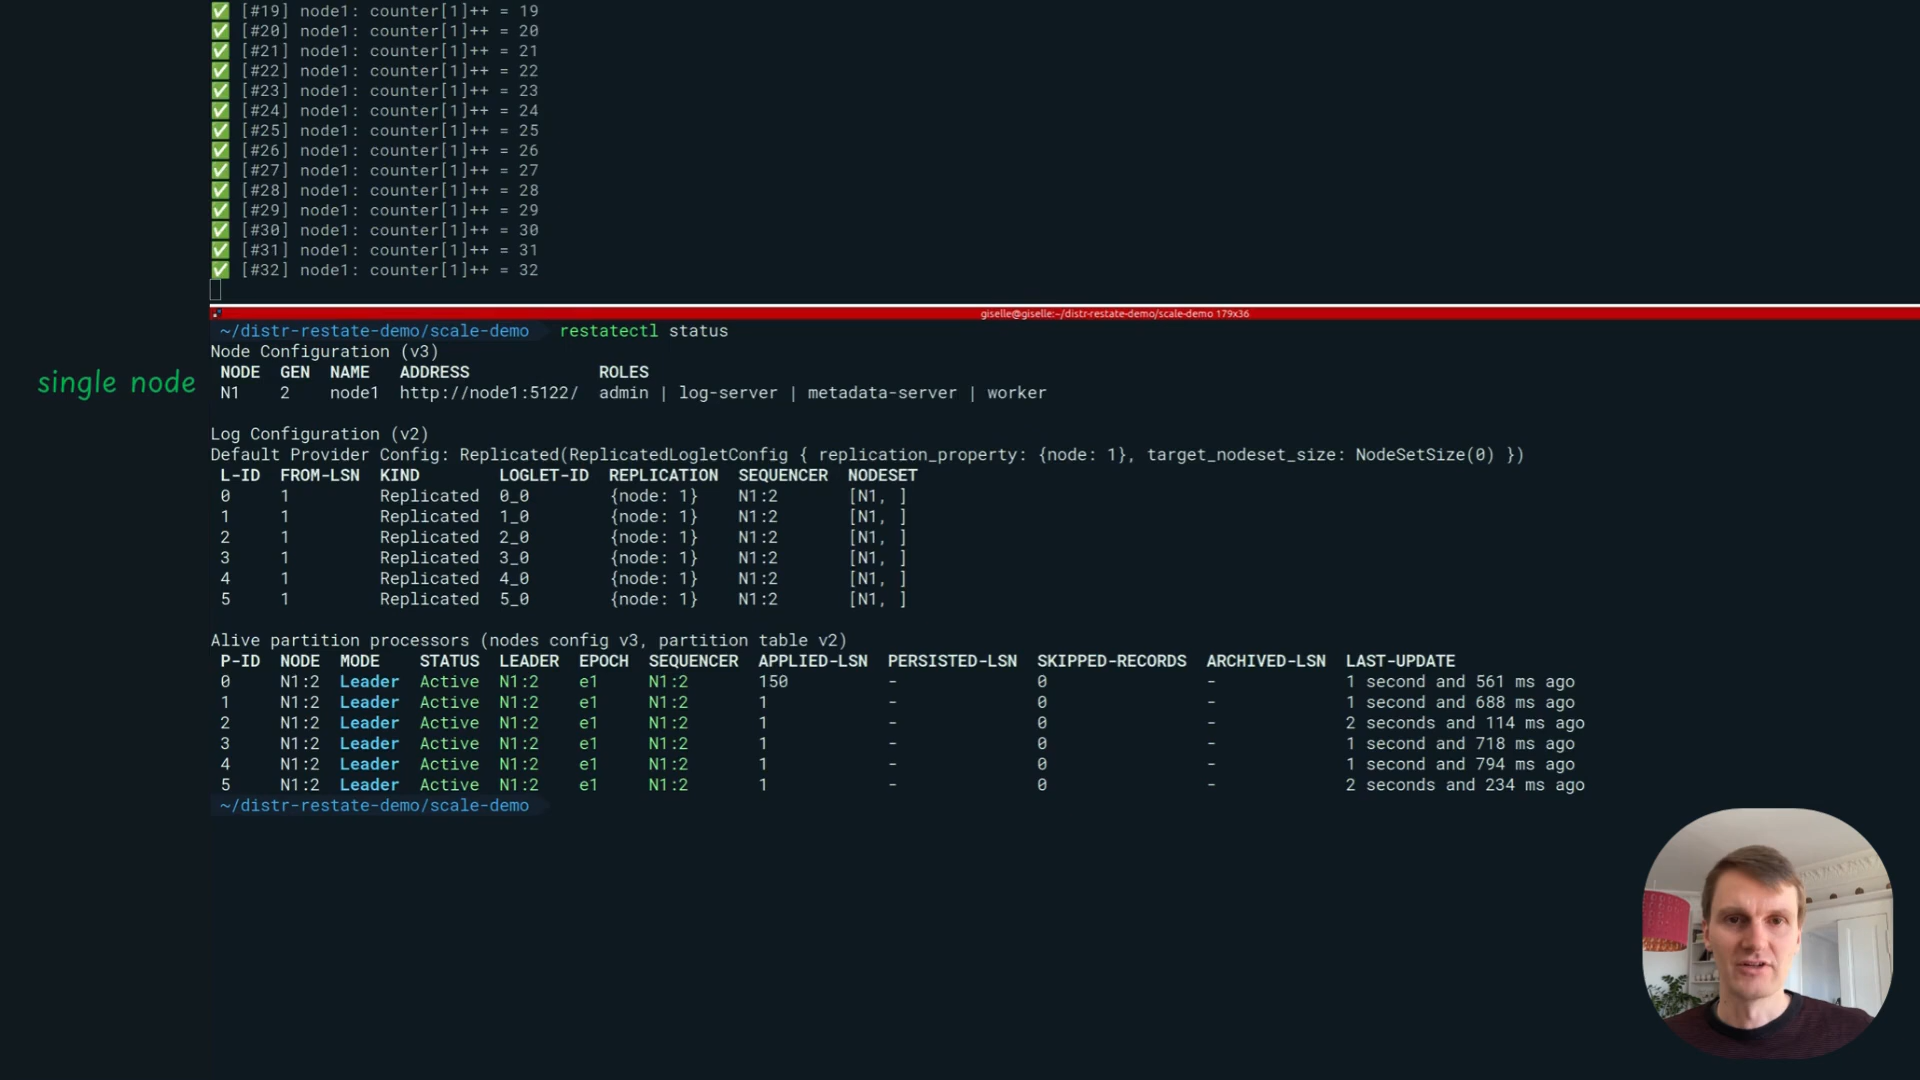 ✅ [#19] node1: counter[1]++ = 19
✅ [#20] node1: counter[1]++ = 20
✅ [#21] node1: counter[1]++ = 21
✅ [#22] node1: counter[1]++ = 22
✅ [#23] node1: counter[1]++ = 23
✅ [#24] node1: counter[1]++ = 24
✅ [#25] node1: counter[1]++ = 25
✅ [#26] node1: counter[1]++ = 26
✅ [#27] node1: counter[1]++ = 27
✅ [#28] node1: counter[1]++ = 28
✅ [#29] node1: counter[1]++ = 29
✅ [#30] node1: counter[1]++ = 30
✅ [#31] node1: counter[1]++ = 31
✅ [#32] node1: counter[1]++ = 32
giselle@giselle:~/distr-restate-demo/scale-demo 179x36
~/distr-restate-demo/scale-demo restatectl status
Node Configuration (v3)
NODE GEN NAME ADDRESS ROLES
single node
N1 2 node1 http://node1:5122/ admin | log-server | metadata-server | worker
Log Configuration (v2)
Default Provider Config: Replicated(ReplicatedLogletConfig { replication_property: {node: 1}, target_nodeset_size: NodeSetSize(0) })
L-ID FROM-LSN KIND LOGLET-ID REPLICATION SEQUENCER NODESET
0 1 Replicated 0_0 {node: 1} N1:2 [N1, ]
1 1 Replicated 1_0 {node: 1} N1:2 [N1, ]
2 1 Replicated 2_0 {node: 1} N1:2 [N1, ]
3 1 Replicated 3_0 {node: 1} N1:2 [N1, ]
4 1 Replicated 4_0 {node: 1} N1:2 [N1, ]
5 1 Replicated 5_0 {node: 1} N1:2 [N1, ]
Alive partition processors (nodes config v3, partition table v2)
P-ID NODE MODE STATUS LEADER EPOCH SEQUENCER APPLIED-LSN PERSISTED-LSN SKIPPED-RECORDS ARCHIVED-LSN LAST-UPDATE
0 N1:2 Leader Active N1:2 e1 N1:2 150 - 0 - 1 second and 561 ms ago
1 N1:2 Leader Active N1:2 e1 N1:2 1 - 0 - 1 second and 688 ms ago
2 N1:2 Leader Active N1:2 e1 N1:2 1 - 0 - 2 seconds and 114 ms ago
3 N1:2 Leader Active N1:2 e1 N1:2 1 - 0 - 1 second and 718 ms ago
4 N1:2 Leader Active N1:2 e1 N1:2 1 - 0 - 1 second and 794 ms ago
5 N1:2 Leader Active N1:2 e1 N1:2 1 - 0 - 2 seconds and 234 ms ago
~/distr-restate-demo/scale-demo